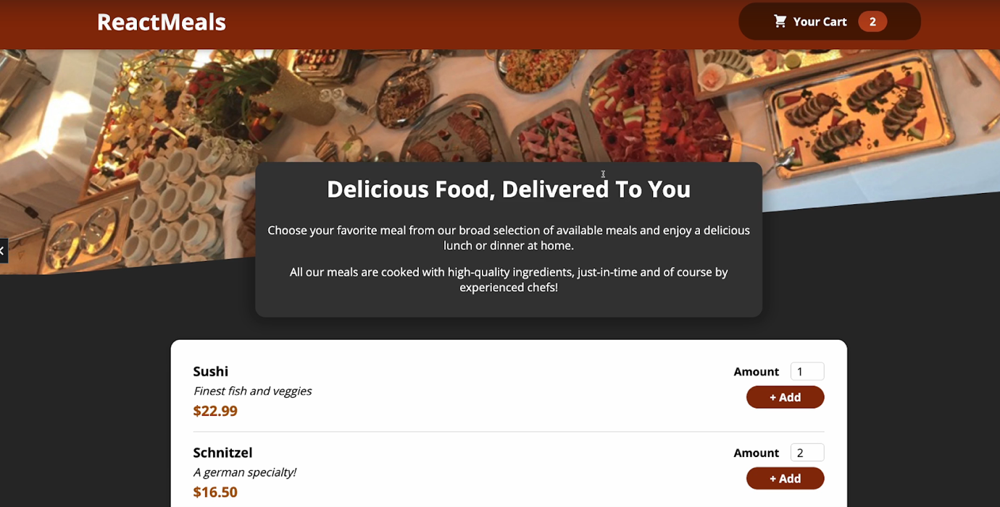 ReactMeals
Your Cart 2
Delicious Food, Delivered To You
Choose your favorite meal from our broad selection of available meals and enjoy a delicious
lunch or dinner at home.
All our meals are cooked with high-quality ingredients, just-in-time and of course by
experienced chefs!
Sushi
Finest fish and veggies
$22.99
Amount 1
+ Add
Schnitzel
A german specialty!
$16.50
Amount 2
+ Add